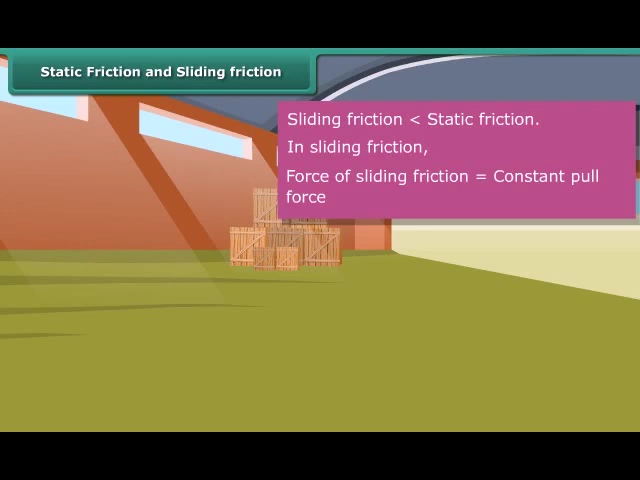 Static Friction and Sliding friction
Sliding friction < Static friction.
In sliding friction,
Force of sliding friction = Constant pull
force